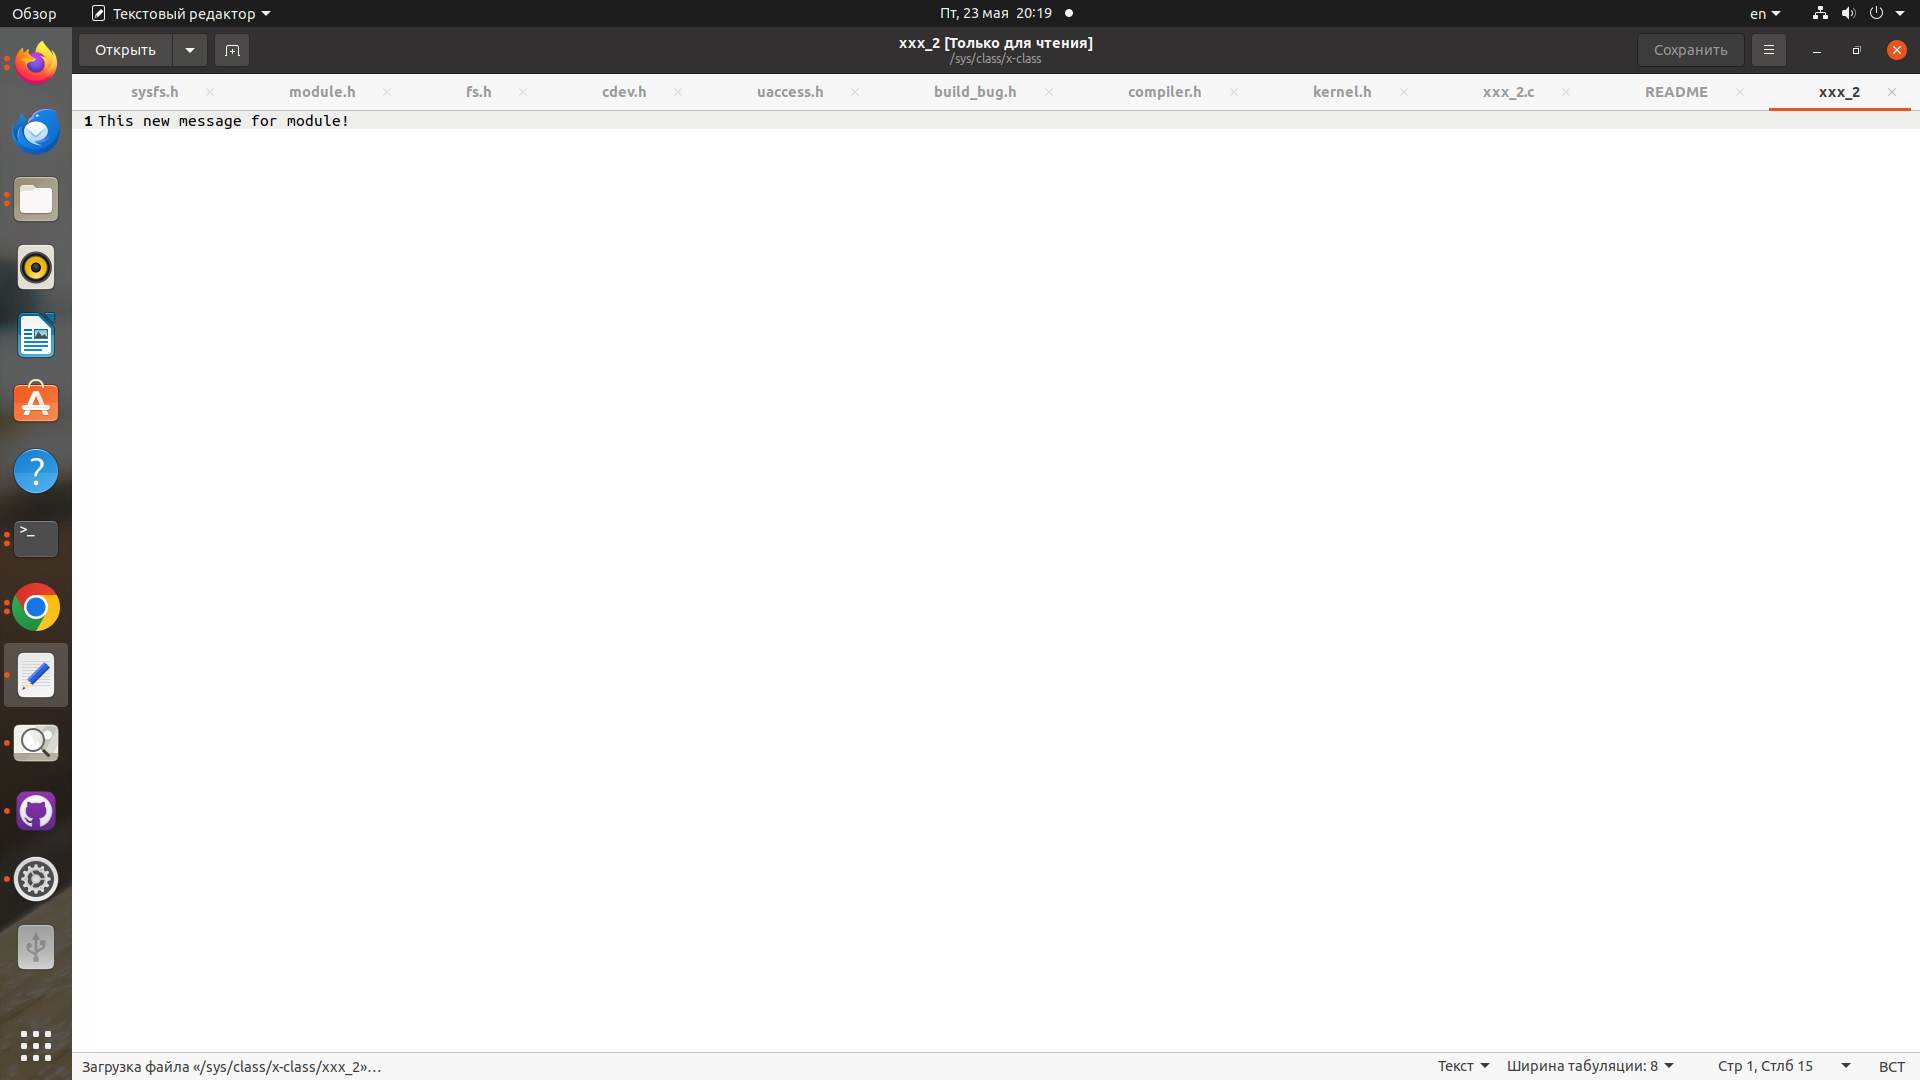 Обзор
Текстовый редактор
Пт, 23 мая 20:19
en
Открыть
xxx_2 [Только для чтения]
/sys/class/x-class
Сохранить
sysfs.h
module.h
fs.h
cdev.h
uaccess.h
build_bug.h
compiler.h
kernel.h
xxx_2.c
README
xxx_2
1 This new message for module!
Загрузка файла «/sys/class/x-class/xxx_2»…
Текст
Ширина табуляции: 8
Стр 1, Стлб 15
ВСТ